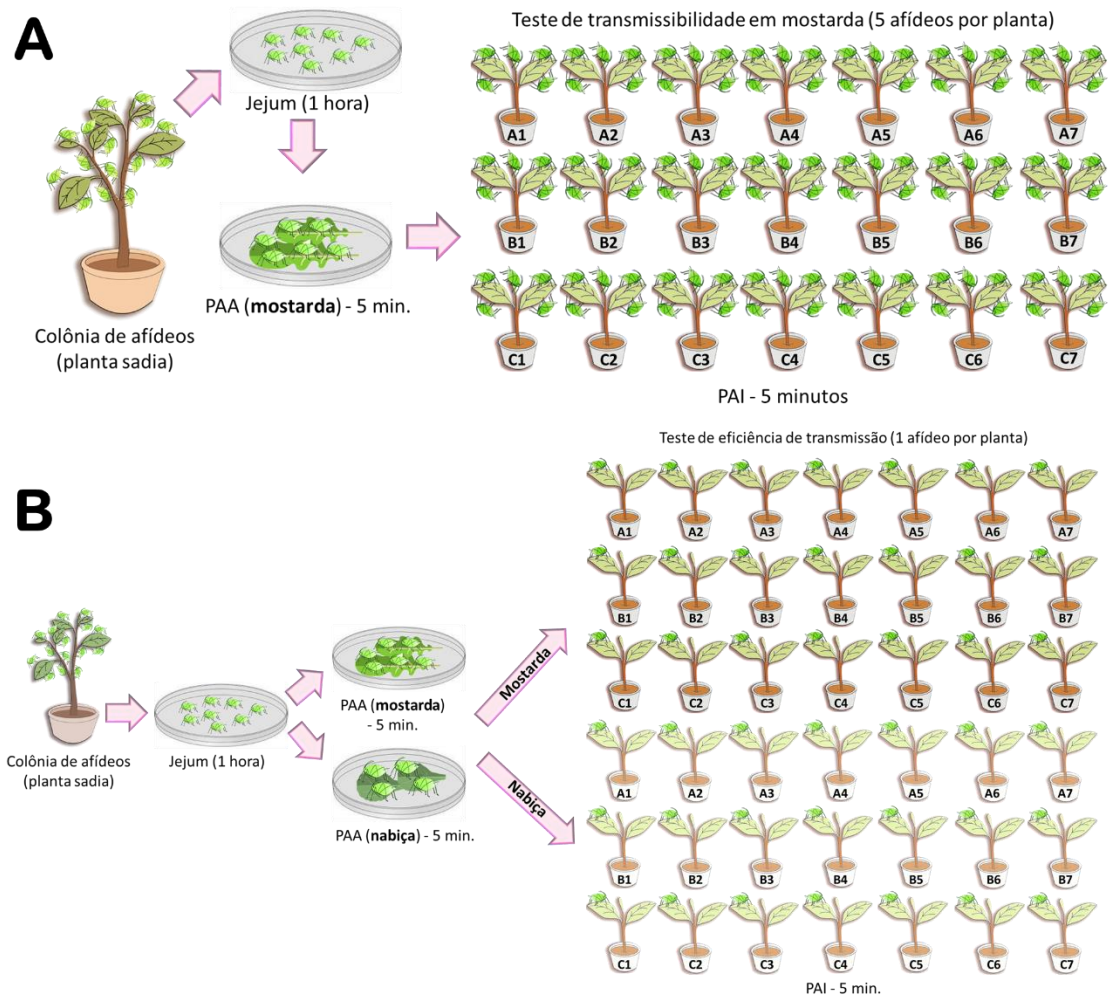 A
Teste de transmissibilidade em mostarda (5 afídeos por planta)
Jejum (1 hora)
PAA (mostarda) - 5 min.
Colônia de afídeos
(planta sadia)
A1 A2 A3 A4 A5 A6 A7
B1 B2 B3 B4 B5 B6 B7
C1 C2 C3 C4 C5 C6 C7
PAI - 5 minutos
B
Teste de eficiência de transmissão (1 afídeo por planta)
Colônia de afídeos
(planta sadia)
Jejum (1 hora)
PAA (mostarda)
- 5 min.
PAA (nabiça) - 5 min.
Mostarda
Nabiça
A1 A2 A3 A4 A5 A6 A7
B1 B2 B3 B4 B5 B6 B7
C1 C2 C3 C4 C5 C6 C7
A1 A2 A3 A4 A5 A6 A7
B1 B2 B3 B4 B5 B6 B7
C1 C2 C3 C4 C5 C6 C7
PAI - 5 min.